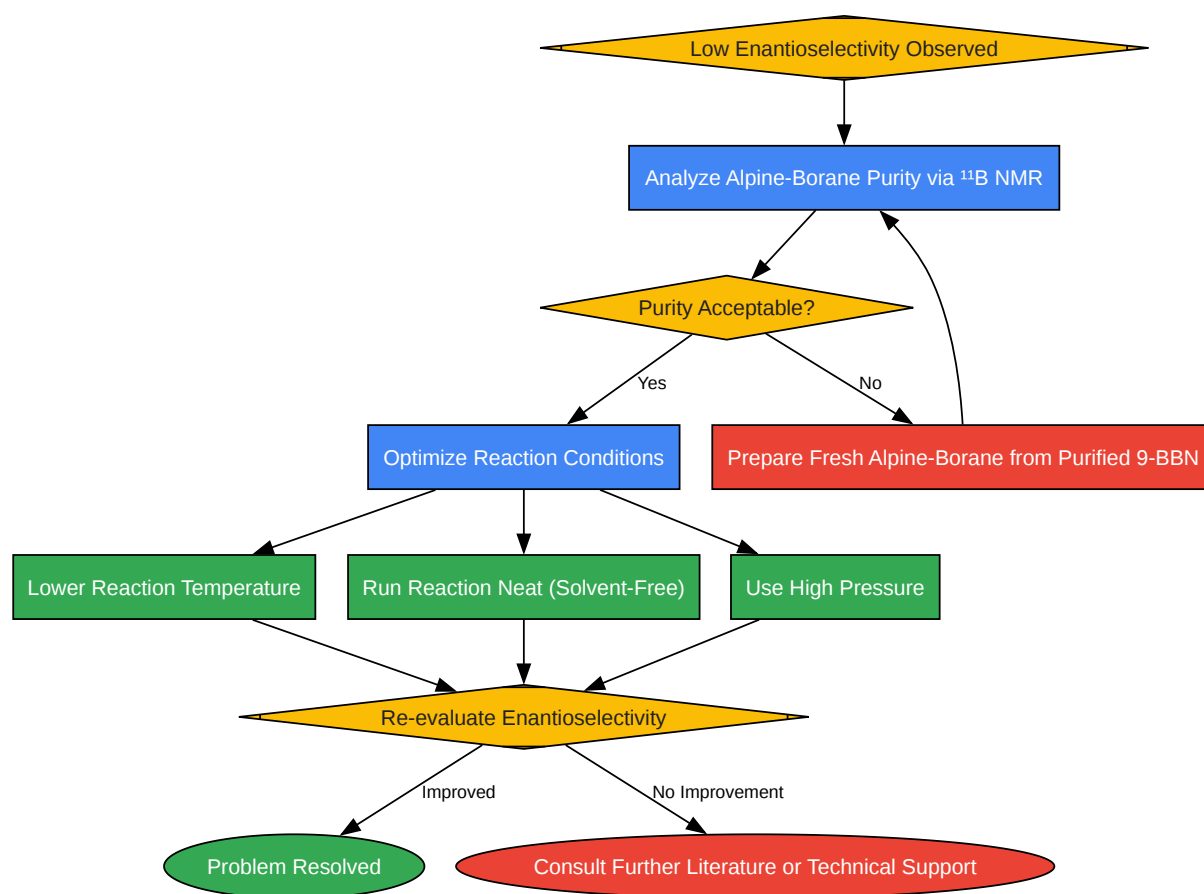 Low Enantioselectivity Observed
Analyze Alpine-Borane Purity via ¹¹B NMR
Purity Acceptable?
Yes
No
Optimize Reaction Conditions
Prepare Fresh Alpine-Borane from Purified 9-BBN
Lower Reaction Temperature
Run Reaction Neat (Solvent-Free)
Use High Pressure
Re-evaluate Enantioselectivity
Improved
No Improvement
Problem Resolved
Consult Further Literature or Technical Support